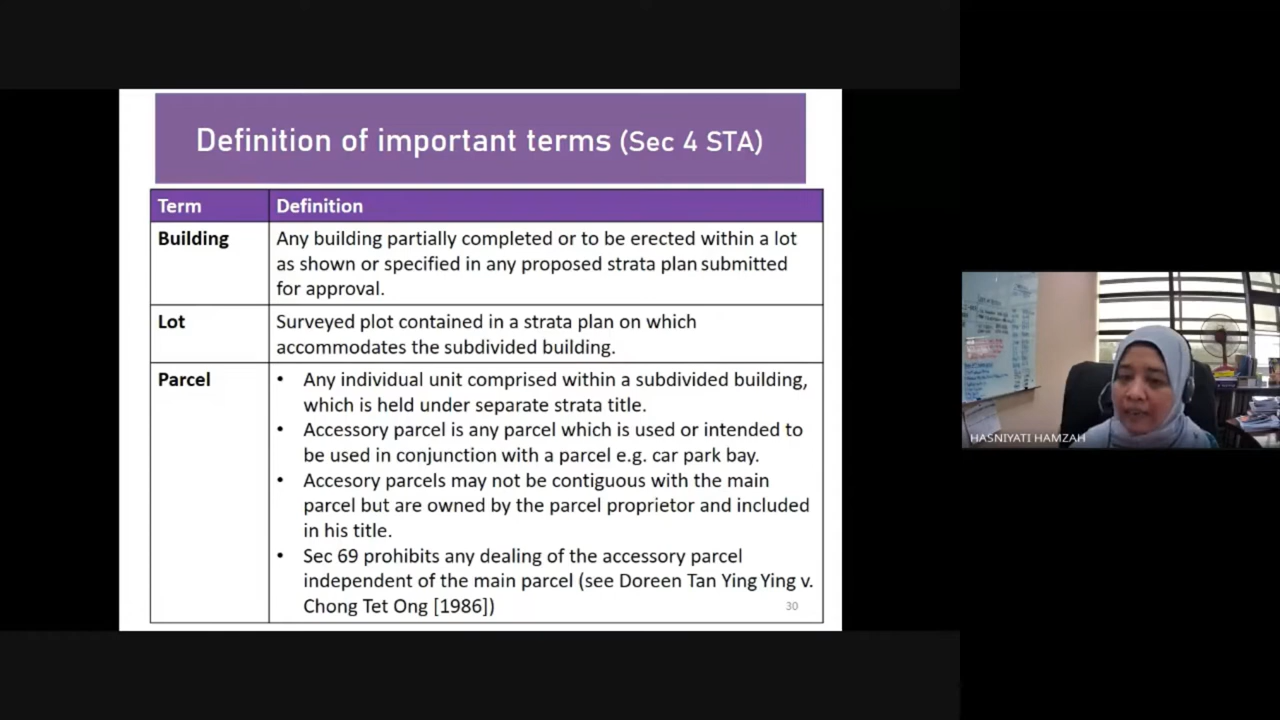 Definition of important terms (Sec 4 STA)
Term
Definition
Building
Any building partially completed or to be erected within a lot
as shown or specified in any proposed strata plan submitted
for approval.
Lot
Surveyed plot contained in a strata plan on which
accommodates the subdivided building.
Parcel
• Any individual unit comprised within a subdivided building,
which is held under separate strata title.
• Accessory parcel is any parcel which is used or intended to
be used in conjunction with a parcel e.g. car park bay.
• Accesory parcels may not be contiguous with the main
parcel but are owned by the parcel proprietor and included
in his title.
• Sec 69 prohibits any dealing of the accessory parcel
independent of the main parcel (see Doreen Tan Ying Ying v.
Chong Tet Ong [1986])
30
HASNIYATI HAMZAH